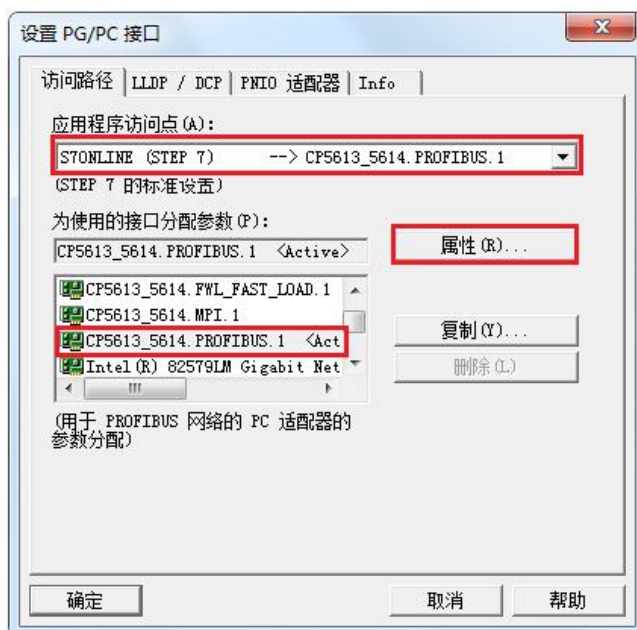 设置 PG/PC 接口
访问路径 LLDP / DCP PNIO 适配器 Info
应用程序访问点(A):
S7ONLINE (STEP 7) --> CP5613_5614.PROFIBUS.1
(STEP 7 的标准设置)
为使用的接口分配参数(P):
CP5613_5614.PROFIBUS.1 <Active>
属性(R)...
CP5613_5614.FWL_FAST_LOAD.1
CP5613_5614.MPI.1
CP5613_5614.PROFIBUS.1 <Act
Intel(R) 82579LM Gigabit Net
复制(Y)...
删除(L)
(用于 PROFIBUS 网络的 PC 适配器的
参数分配)
确定 取消 帮助